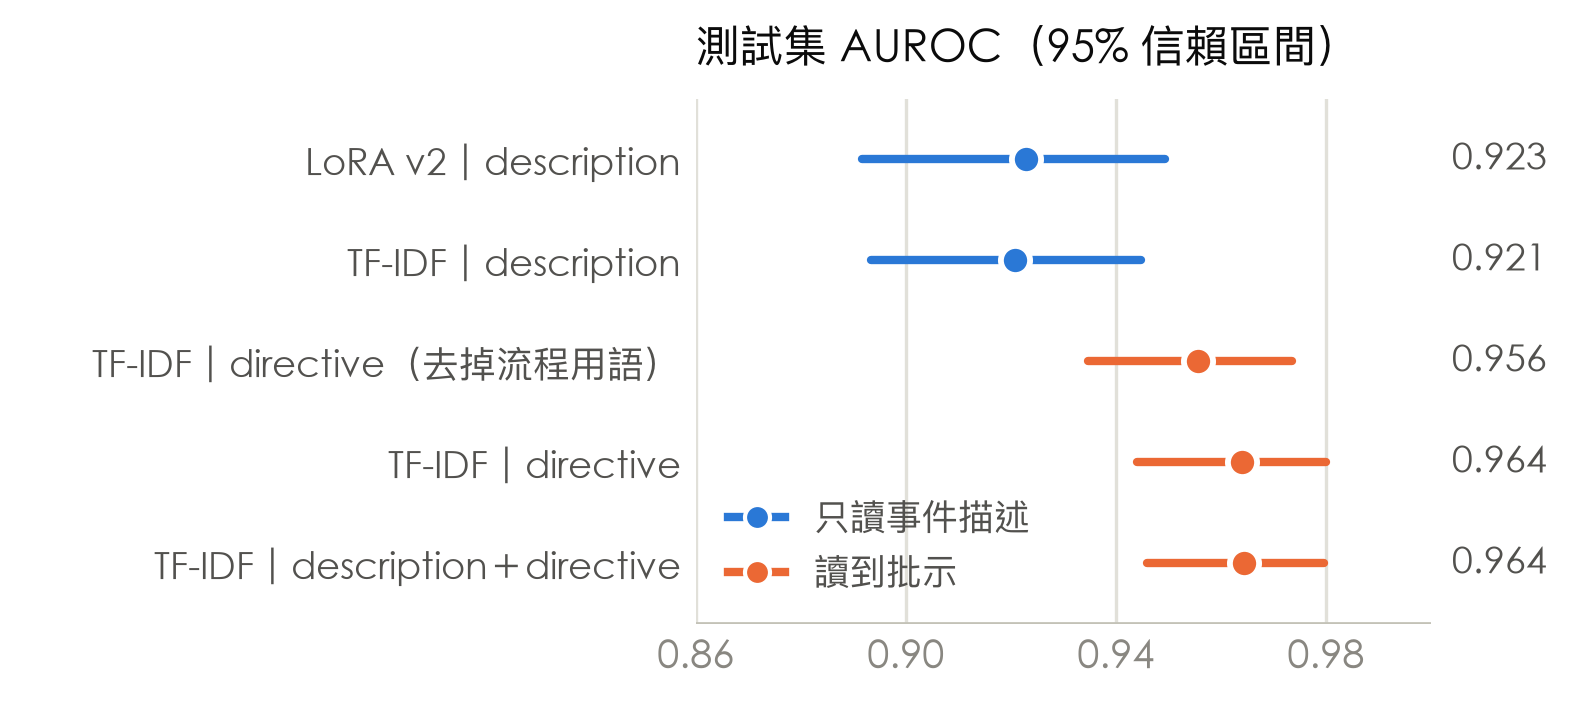 測試集 AUROC（95% 信賴區間）
LoRA v2｜description 0.923
TF-IDF｜description 0.921
TF-IDF｜directive（去掉流程用語） 0.956
TF-IDF｜directive 0.964
只讀事件描述
TF-IDF｜description＋directive 0.964
讀到批示
0.86 0.90 0.94 0.98